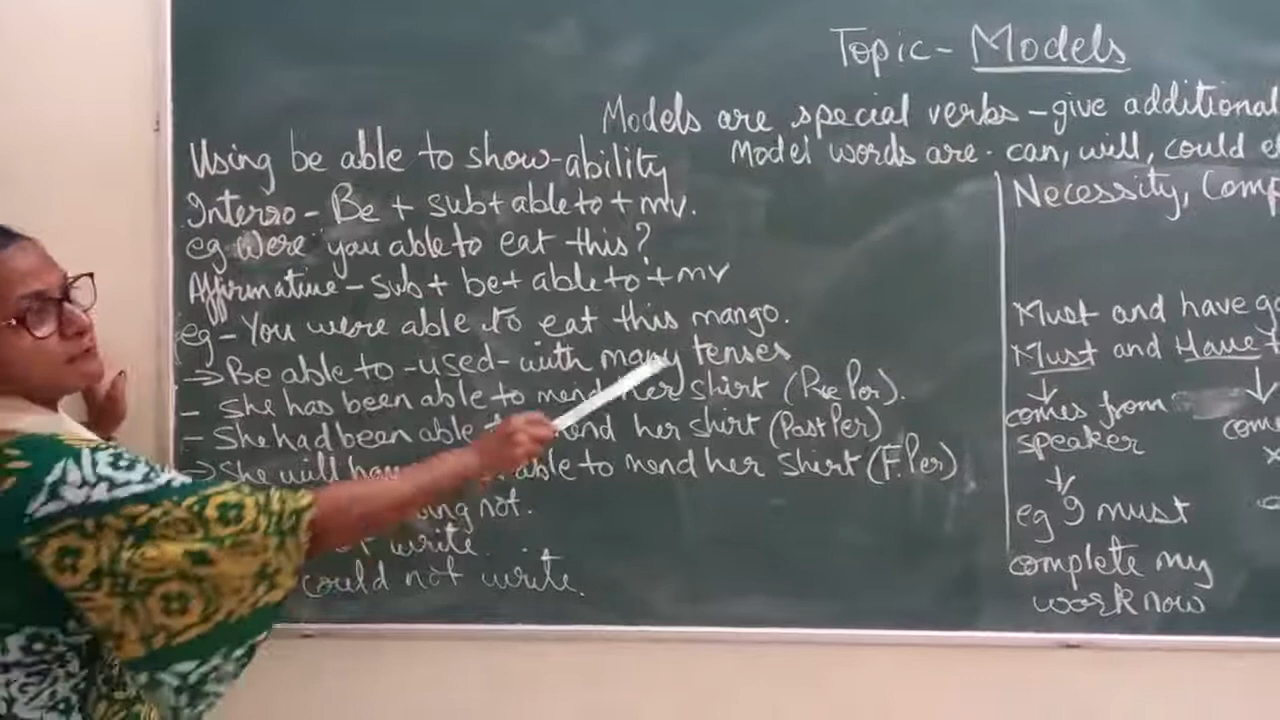 Topic - Models
Models are special verbs - give additional
Model words are - can, will, could
Using be able to show - ability
Interro - Be + sub + able to + mv.
eg Were you able to eat this?
Affirmative - sub + be + able to + mv
eg - You were able to eat this mango.
→ Be able to - used - with many tenses
- She has been able to mend her shirt (Pre Per).
- She had been able mend her shirt (Past Per)
→ She will able to mend her shirt (F. Per)
not.
write.
could not write.
Necessity,
Must and have
Must and Have
↓
comes from
speaker
↓
eg I must
complete my
work now
↓